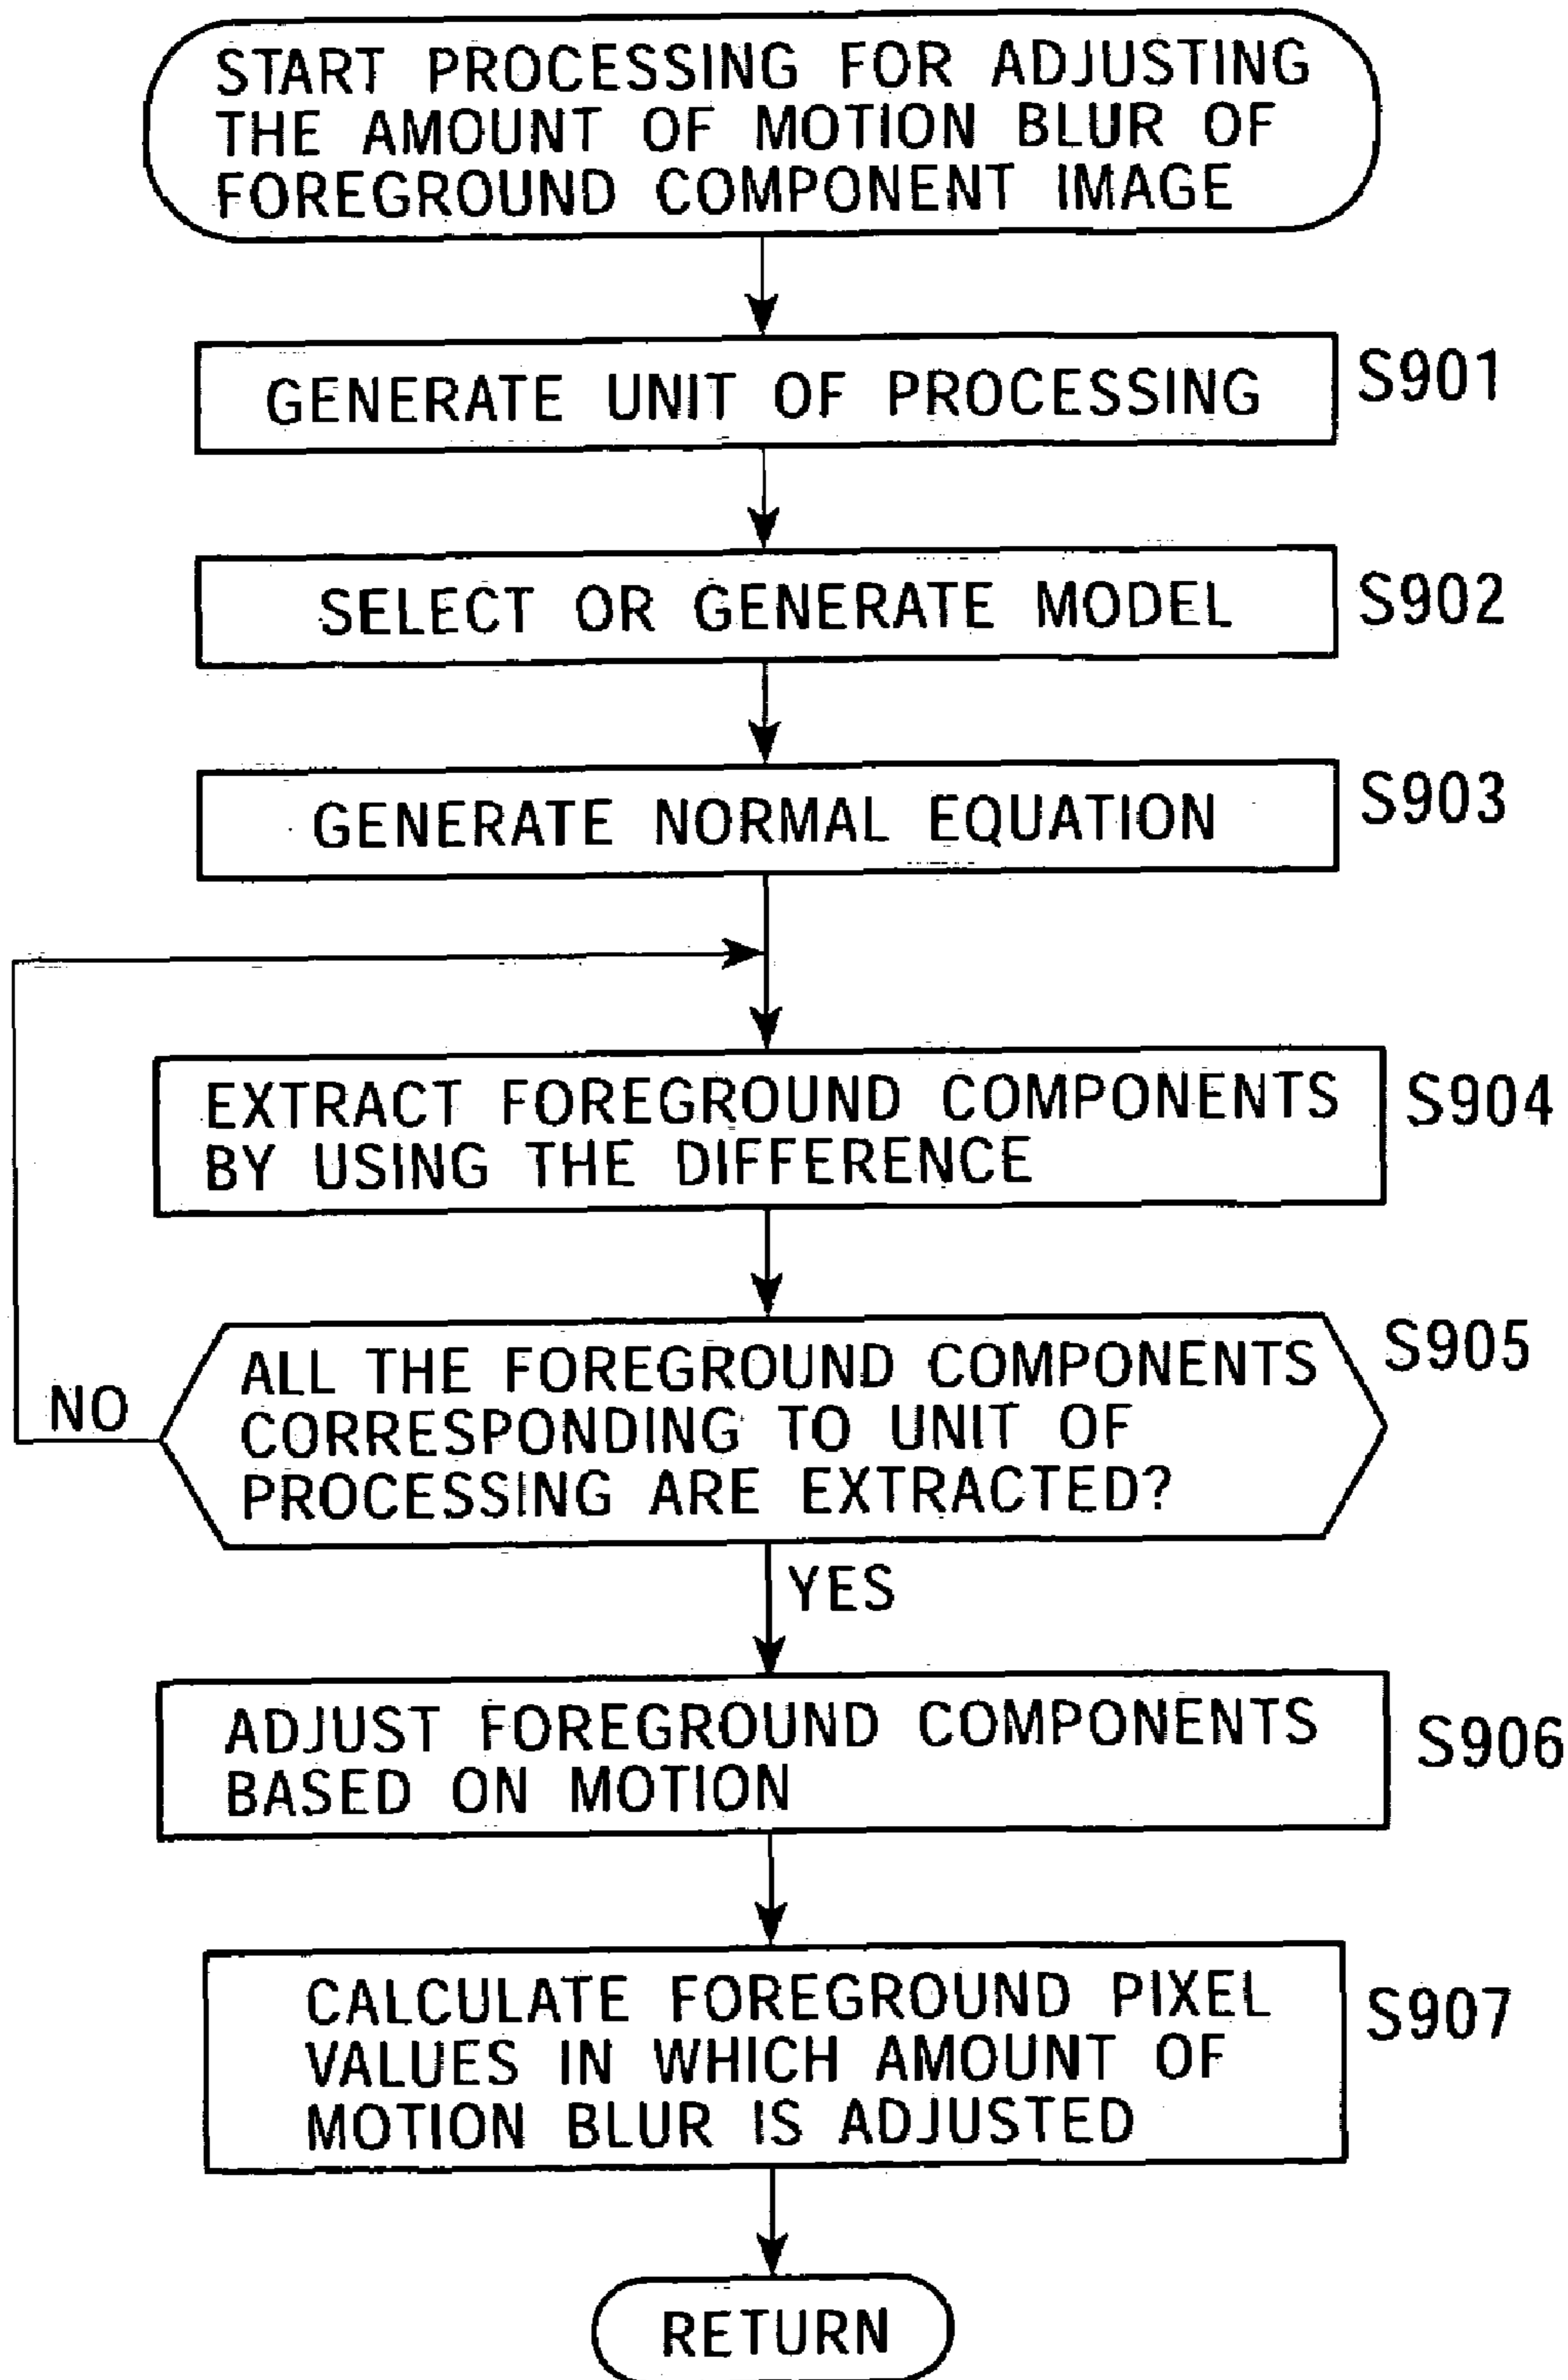 START PROCESSING FOR ADJUSTING
THE AMOUNT OF MOTION BLUR OF
FOREGROUND COMPONENT IMAGE
GENERATE UNIT OF PROCESSING
S901
SELECT OR GENERATE MODEL
S902
GENERATE NORMAL EQUATION
S903
EXTRACT FOREGROUND COMPONENTS
BY USING THE DIFFERENCE
S904
ALL THE FOREGROUND COMPONENTS
CORRESPONDING TO UNIT OF
PROCESSING ARE EXTRACTED?
S905
NO
YES
ADJUST FOREGROUND COMPONENTS
BASED ON MOTION
S906
CALCULATE FOREGROUND PIXEL
VALUES IN WHICH AMOUNT OF
MOTION BLUR IS ADJUSTED
S907
RETURN